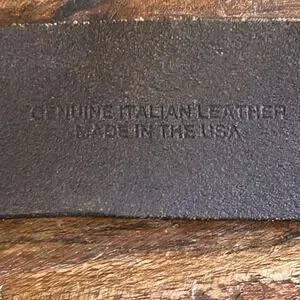 GENUINE ITALIAN LEATHER
MADE IN THE USA